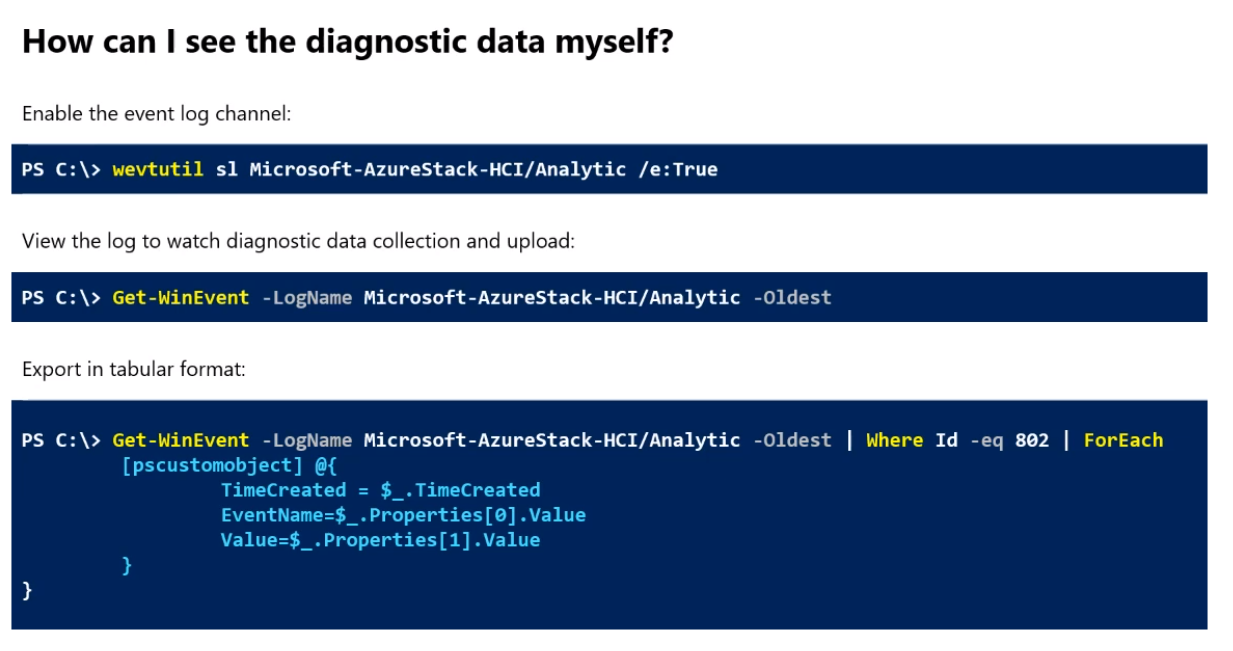 How can I see the diagnostic data myself?
Enable the event log channel:
PS C:\> wevtutil sl Microsoft-AzureStack-HCI/Analytic /e:True
View the log to watch diagnostic data collection and upload:
PS C:\> Get-WinEvent -LogName Microsoft-AzureStack-HCI/Analytic -Oldest
Export in tabular format:
PS C:\> Get-WinEvent -LogName Microsoft-AzureStack-HCI/Analytic -Oldest | Where Id -eq 802 | ForEach
[pscustomobject] @{
TimeCreated = $_.TimeCreated
EventName=$_.Properties[0].Value
Value=$_.Properties[1].Value
}
}